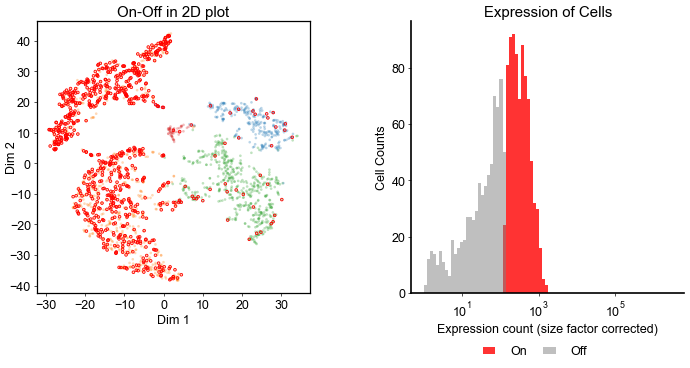 On-Off in 2D plot
Expression of Cells
40
30
20
10
0
−10
−20
−30
−40
Dim 2
−30 −20 −10 0 10 20 30
Dim 1
80
60
40
20
0
Cell Counts
10^1 10^3 10^5
Expression count (size factor corrected)
On Off